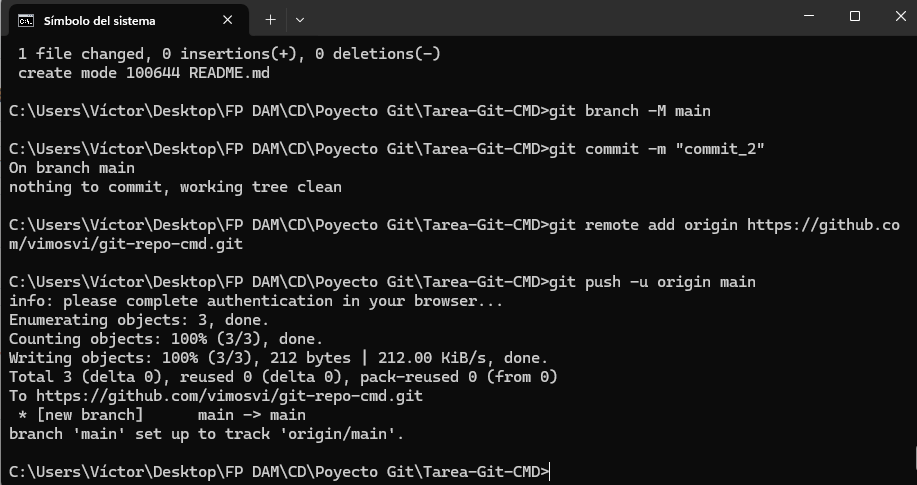 Símbolo del sistema
1 file changed, 0 insertions(+), 0 deletions(-)
create mode 100644 README.md
C:\Users\Víctor\Desktop\FP DAM\CD\Poyecto Git\Tarea-Git-CMD>git branch -M main
C:\Users\Víctor\Desktop\FP DAM\CD\Poyecto Git\Tarea-Git-CMD>git commit -m "commit_2"
On branch main
nothing to commit, working tree clean
C:\Users\Víctor\Desktop\FP DAM\CD\Poyecto Git\Tarea-Git-CMD>git remote add origin https://github.co
m/vimosvi/git-repo-cmd.git
C:\Users\Víctor\Desktop\FP DAM\CD\Poyecto Git\Tarea-Git-CMD>git push -u origin main
info: please complete authentication in your browser...
Enumerating objects: 3, done.
Counting objects: 100% (3/3), done.
Writing objects: 100% (3/3), 212 bytes | 212.00 KiB/s, done.
Total 3 (delta 0), reused 0 (delta 0), pack-reused 0 (from 0)
To https://github.com/vimosvi/git-repo-cmd.git
 * [new branch]      main -> main
branch 'main' set up to track 'origin/main'.
C:\Users\Víctor\Desktop\FP DAM\CD\Poyecto Git\Tarea-Git-CMD>